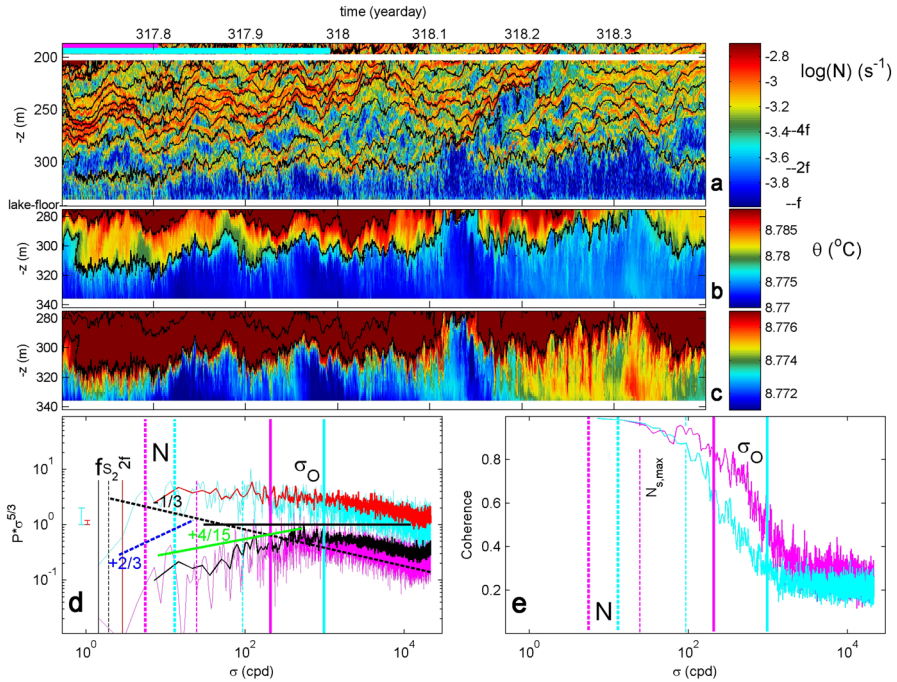 time (yearday)
317.8 317.9 318 318.1 318.2 318.3
200
250
300
-z (m)
lake-floor
a
-2.8
-3
-3.2
-3.4
-3.6
-3.8
--4f
--2f
--f
log(N) (s⁻¹)
280
300
320
340
-z (m)
b
8.785
8.78
8.775
8.77
θ (°C)
280
300
320
340
-z (m)
c
8.776
8.774
8.772
P*σ^5/3
10¹
10⁰
10⁻¹
f S₂ 2f
N
σ_O
-1/3
+4/15
+2/3
d
10⁰ 10² 10⁴
σ (cpd)
Coherence
0.8
0.6
0.4
0.2
N_s,max
σ_O
N
e
10⁰ 10² 10⁴
σ (cpd)